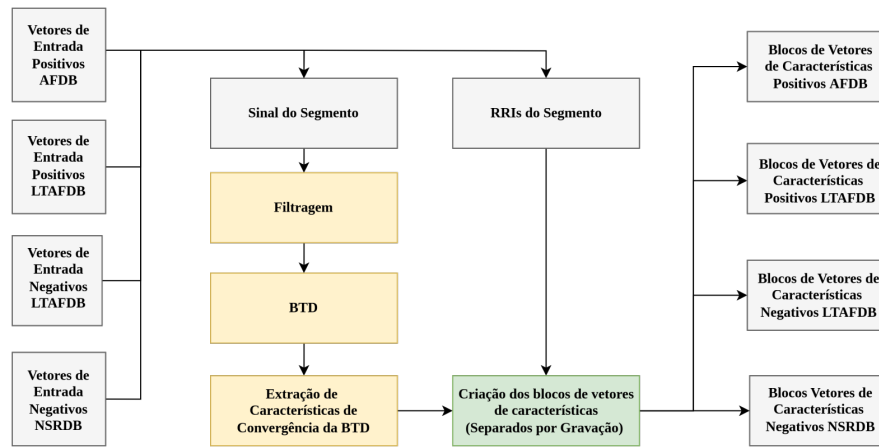 Vetores de
Entrada
Positivos
AFDB
Vetores de
Entrada
Positivos
LTAFDB
Vetores de
Entrada
Negativos
LTAFDB
Vetores de
Entrada
Negativos
NSRDB
Sinal do Segmento
Filtragem
BTD
Extração de
Características de
Convergência da BTD
RRIs do Segmento
Criação dos blocos de vetores
de características
(Separados por Gravação)
Blocos de Vetores
de Características
Positivos AFDB
Blocos de Vetores de
Características
Positivos LTAFDB
Blocos de Vetores de
Características
Negativos LTAFDB
Blocos Vetores de
Características
Negativos NSRDB